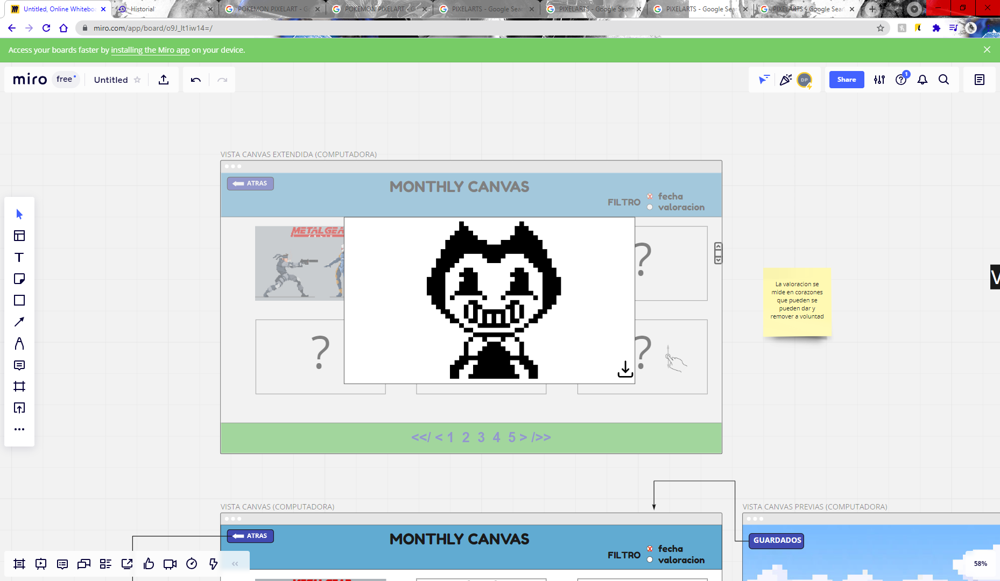 Untitled, Online Whiteboa
Historial
POKEMON PIXELART - G
POKEMON PIXELART - G
PIXELARTS - Google Sear
PIXELARTS - Google Sear
PIXELARTS - Google Sear
PIXELARTS - Google Sear
miro.com/app/board/o9J_lt1iw14=/
Access your boards faster by installing the Miro app on your device.
miro free Untitled
DP
Share
1
VISTA CANVAS EXTENDIDA (COMPUTADORA)
ATRAS
MONTHLY CANVAS
FILTRO
fecha
valoracion
METAL GEAR
?
?
?
La valoracion se
mide en corazones
que pueden se
pueden dar y
remover a voluntad
V
<</ < 1 2 3 4 5 > />>
VISTA CANVAS (COMPUTADORA)
ATRAS
MONTHLY CANVAS
FILTRO
fecha
valoracion
VISTA CANVAS PREVIAS (COMPUTADORA)
GUARDADOS
58%